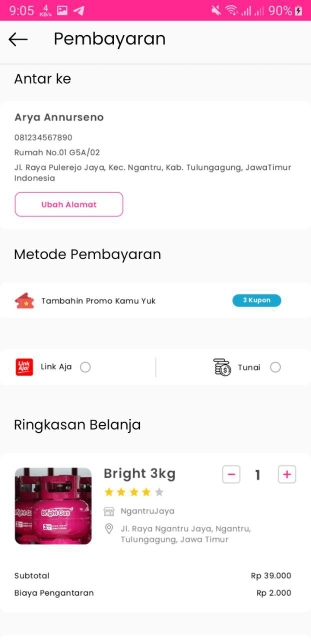 9:05 4 KB/s 90%
Pembayaran
Antar ke
Arya Annurseno
081234567890
Rumah No.01 G5A/02
Jl. Raya Pulerejo Jaya, Kec. Ngantru, Kab. Tulungagung, JawaTimur
Indonesia
Ubah Alamat
Metode Pembayaran
Tambahin Promo Kamu Yuk 3 Kupon
Link Aja Tunai
Ringkasan Belanja
Bright 3kg 1
NgantruJaya
Jl. Raya Ngantru Jaya, Ngantru,
Tulungagung, Jawa Timur
Subtotal Rp 39.000
Biaya Pengantaran Rp 2.000